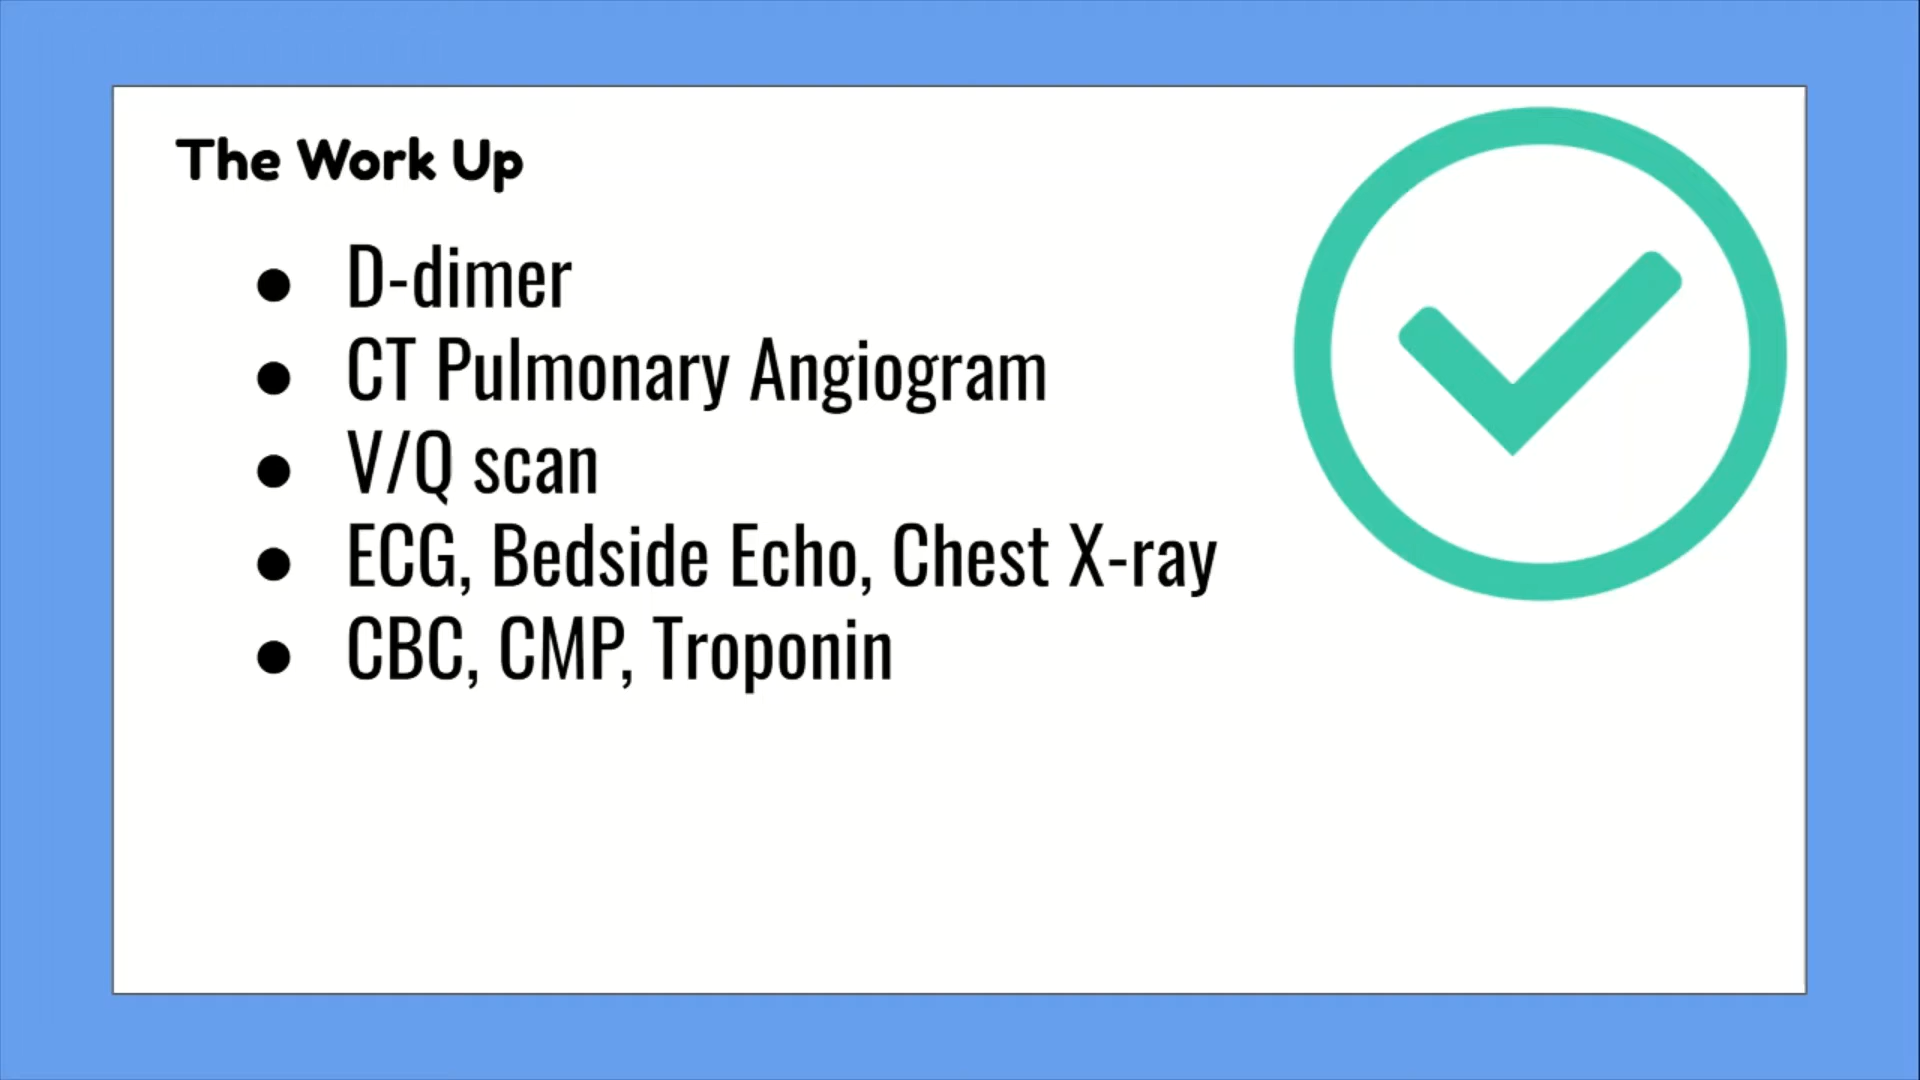 The Work Up
● D-dimer
● CT Pulmonary Angiogram
● V/Q scan
● ECG, Bedside Echo, Chest X-ray
● CBC, CMP, Troponin